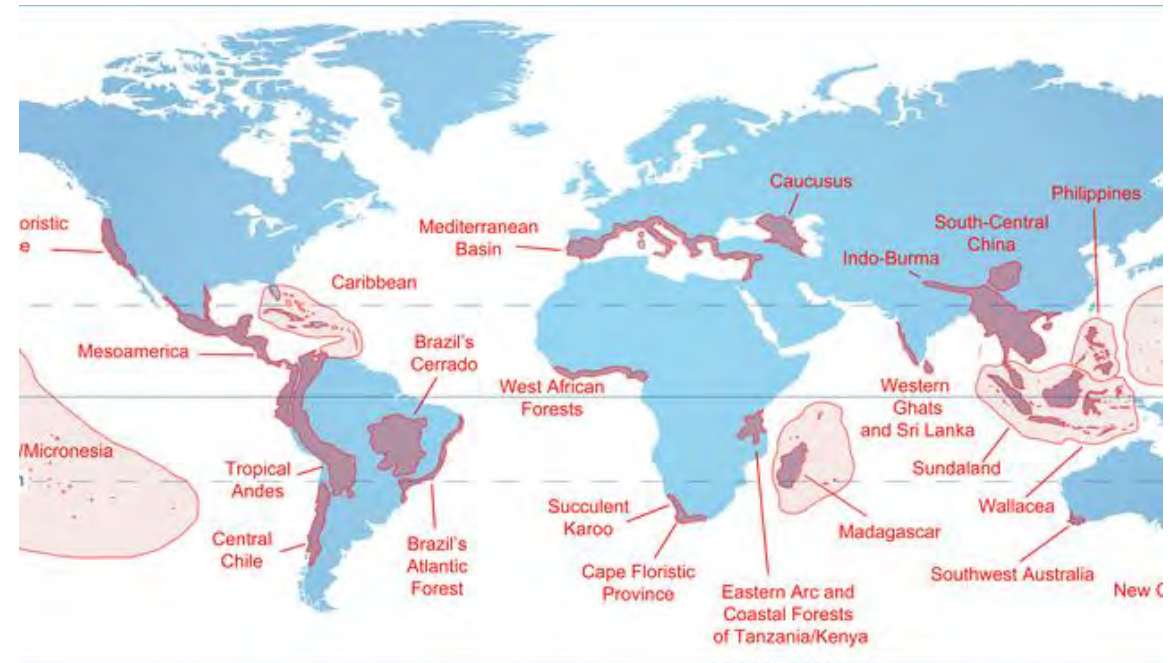 Caucusus
Philippines
oristic
e
Mediterranean
Basin
South-Central
China
Indo-Burma
Caribbean
Mesoamerica
Brazil's
Cerrado
West African
Forests
Western
Ghats
and Sri Lanka
/Micronesia
Tropical
Andes
Sundaland
Wallacea
Succulent
Karoo
Madagascar
Central
Chile
Brazil's
Atlantic
Forest
Cape Floristic
Province
Southwest Australia
Eastern Arc and
Coastal Forests
of Tanzania/Kenya
New